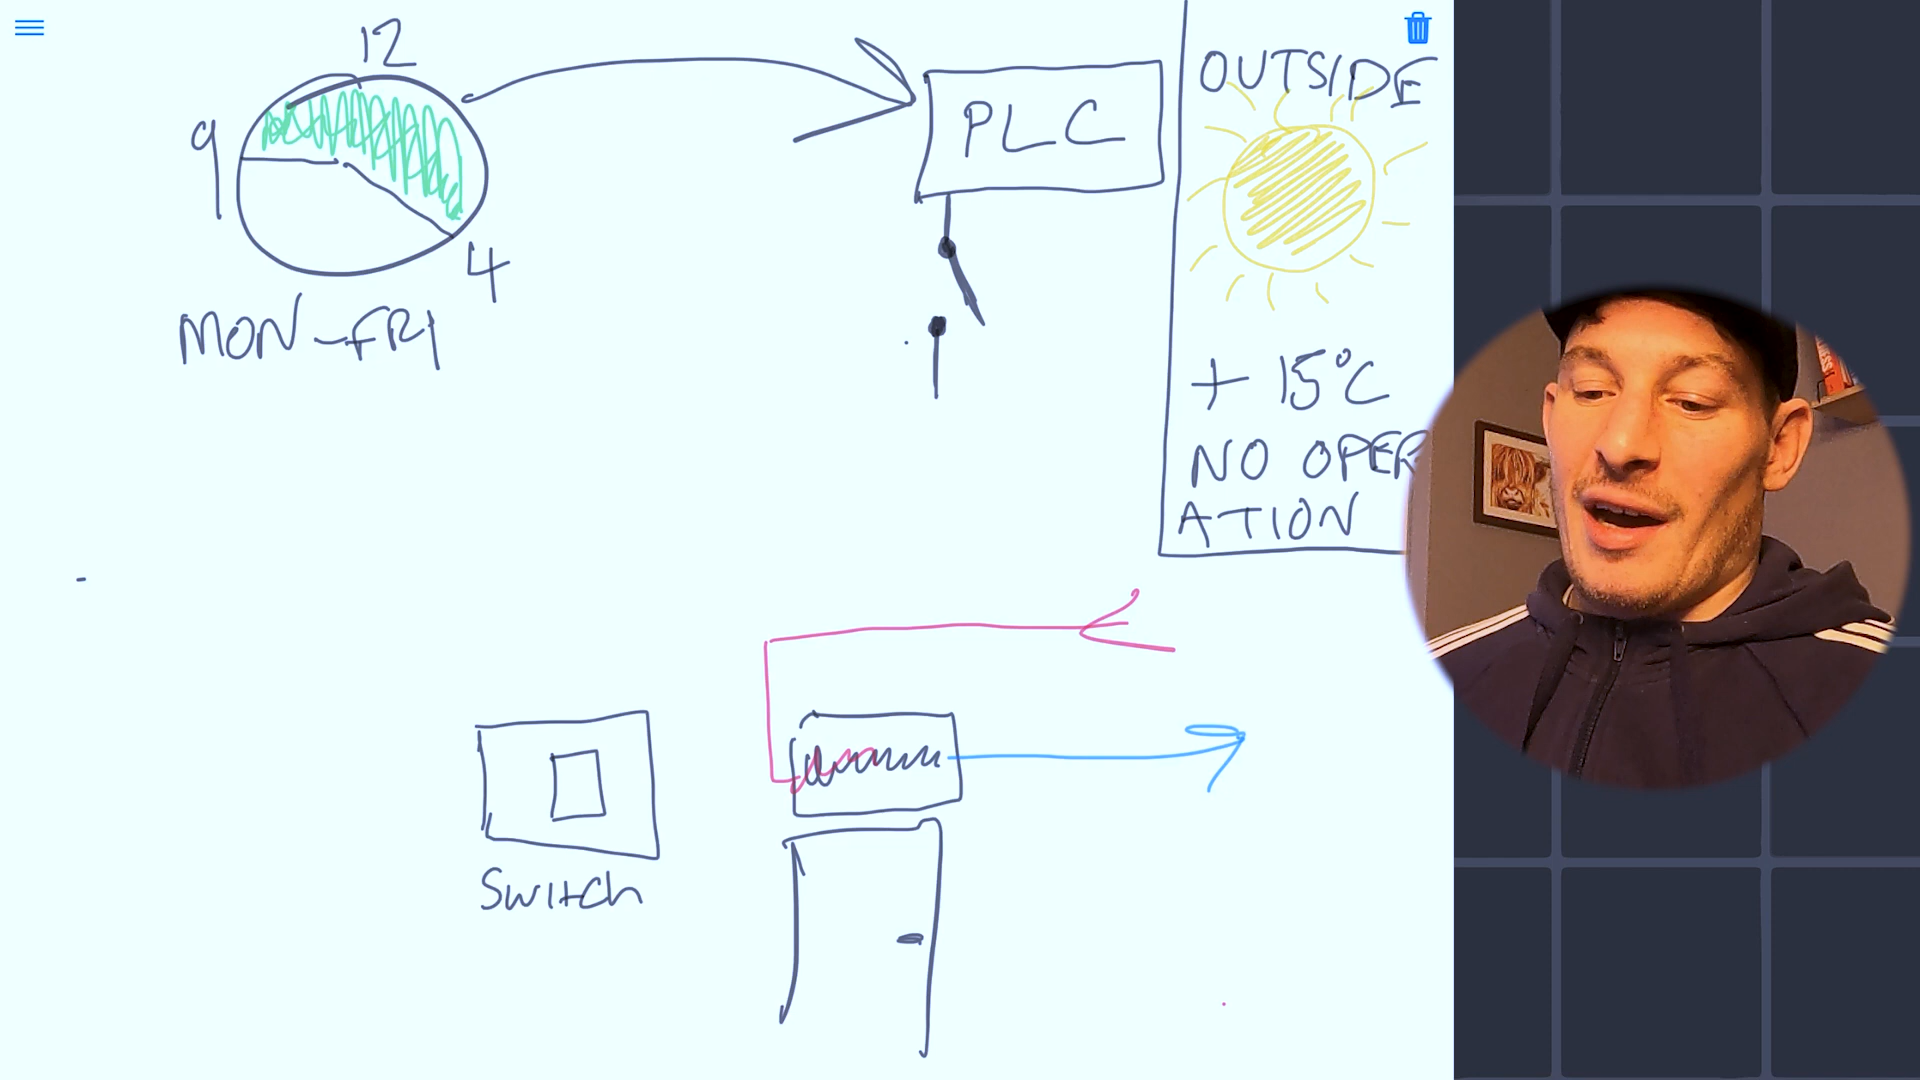 12
9
4
MON-FRI
PLC
OUTSIDE
+ 15°C
NO OPER
ATION
Switch